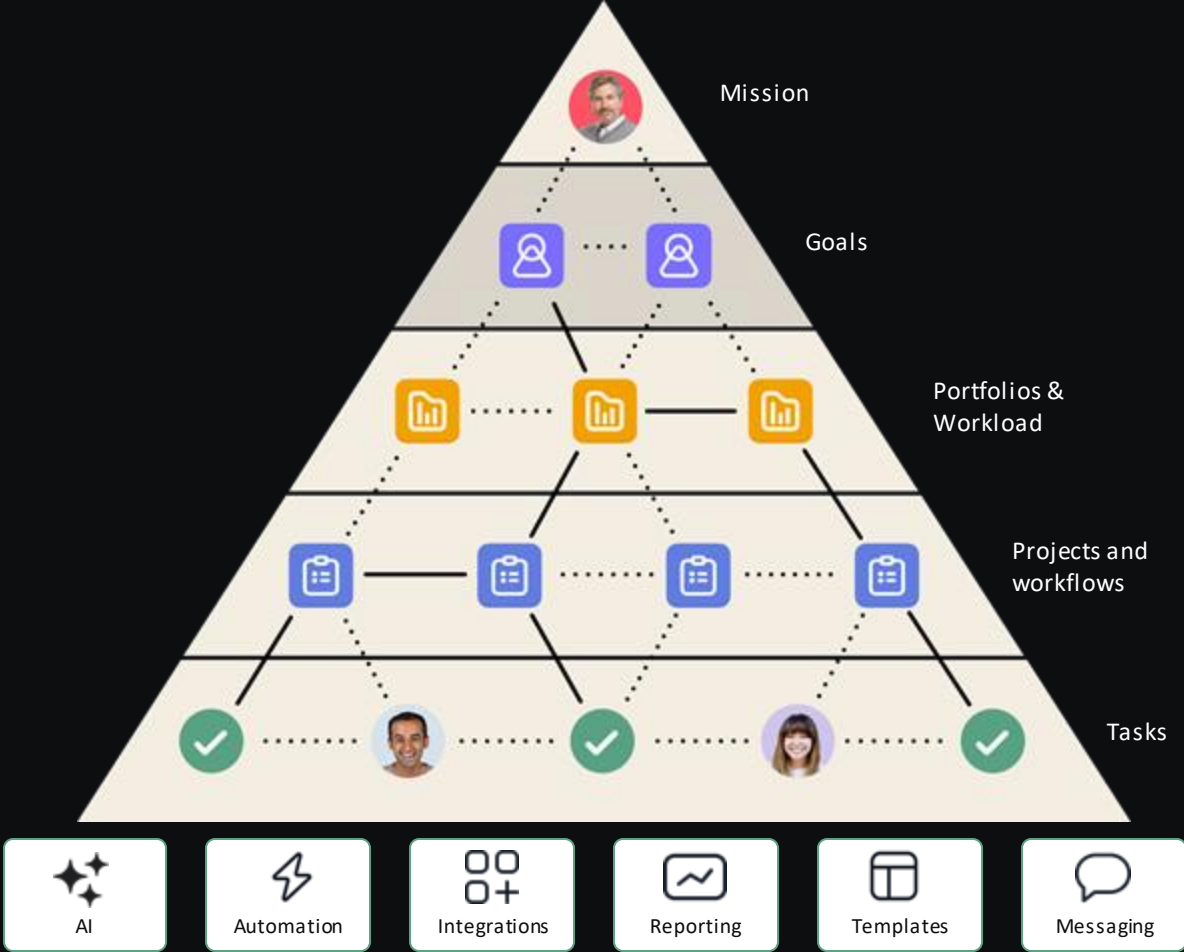 Mission
Goals
Portfolios &
Workload
Projects and
workflows
Tasks
AI
Automation
Integrations
Reporting
Templates
Messaging